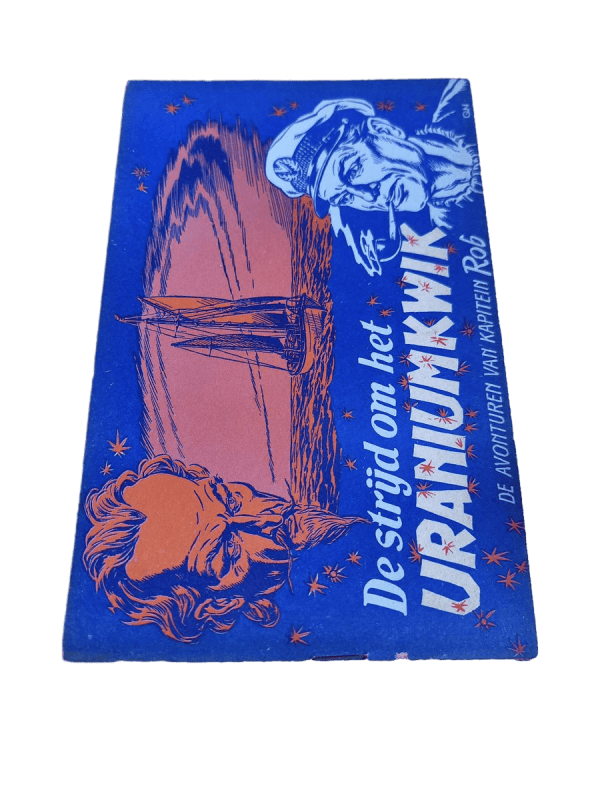 De strijd om het
URANIUMKWIK
DE AVONTUREN VAN KAPITEIN Rob